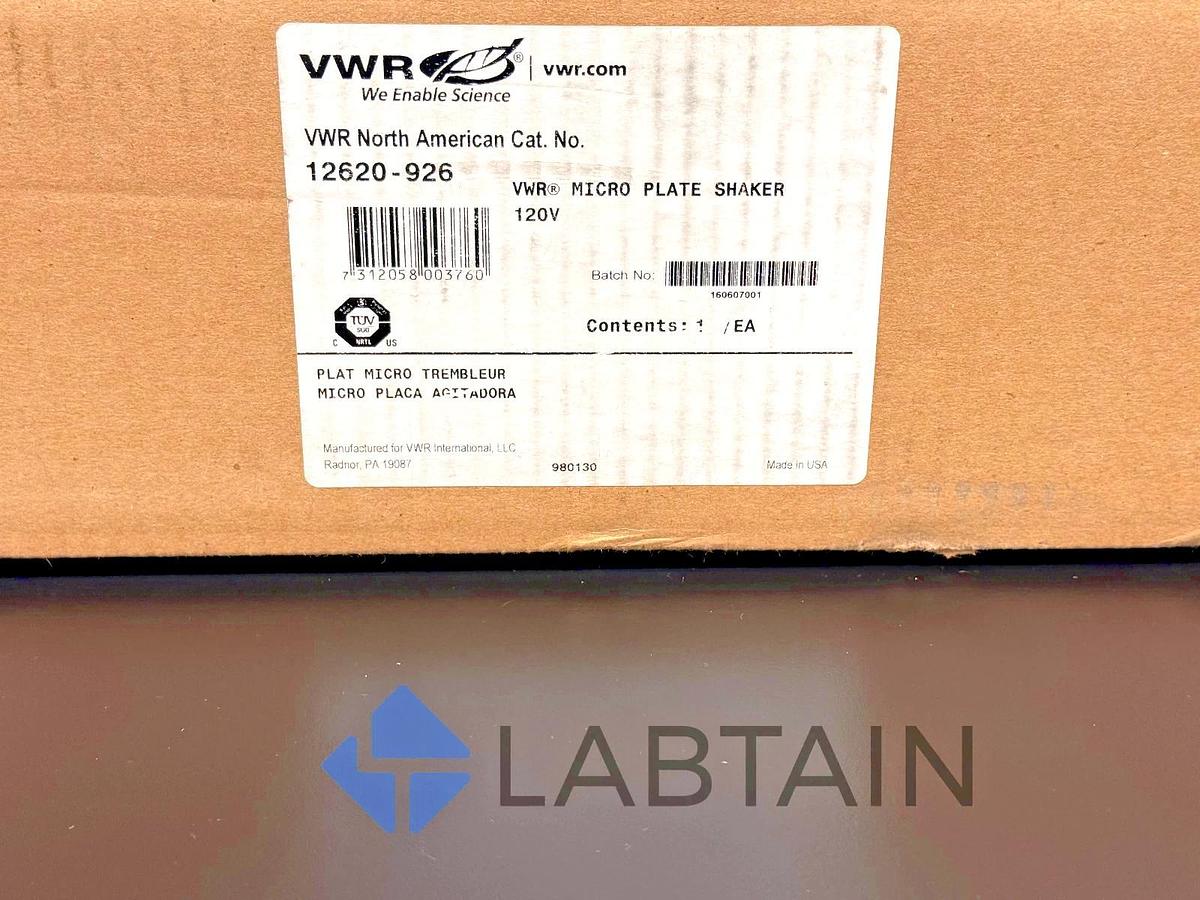 VWR® | vwr.com
We Enable Science
VWR North American Cat. No.
12620-926
VWR® MICRO PLATE SHAKER
120V
7 312058 003760
Batch No:
160607001
TÜV
SÜD
C NRTL US
Contents: 1 /EA
PLAT MICRO TREMBLEUR
MICRO PLACA AGITADORA
Manufactured for VWR International, LLC
Radnor, PA 19087
980130
Made in USA
LABTAIN